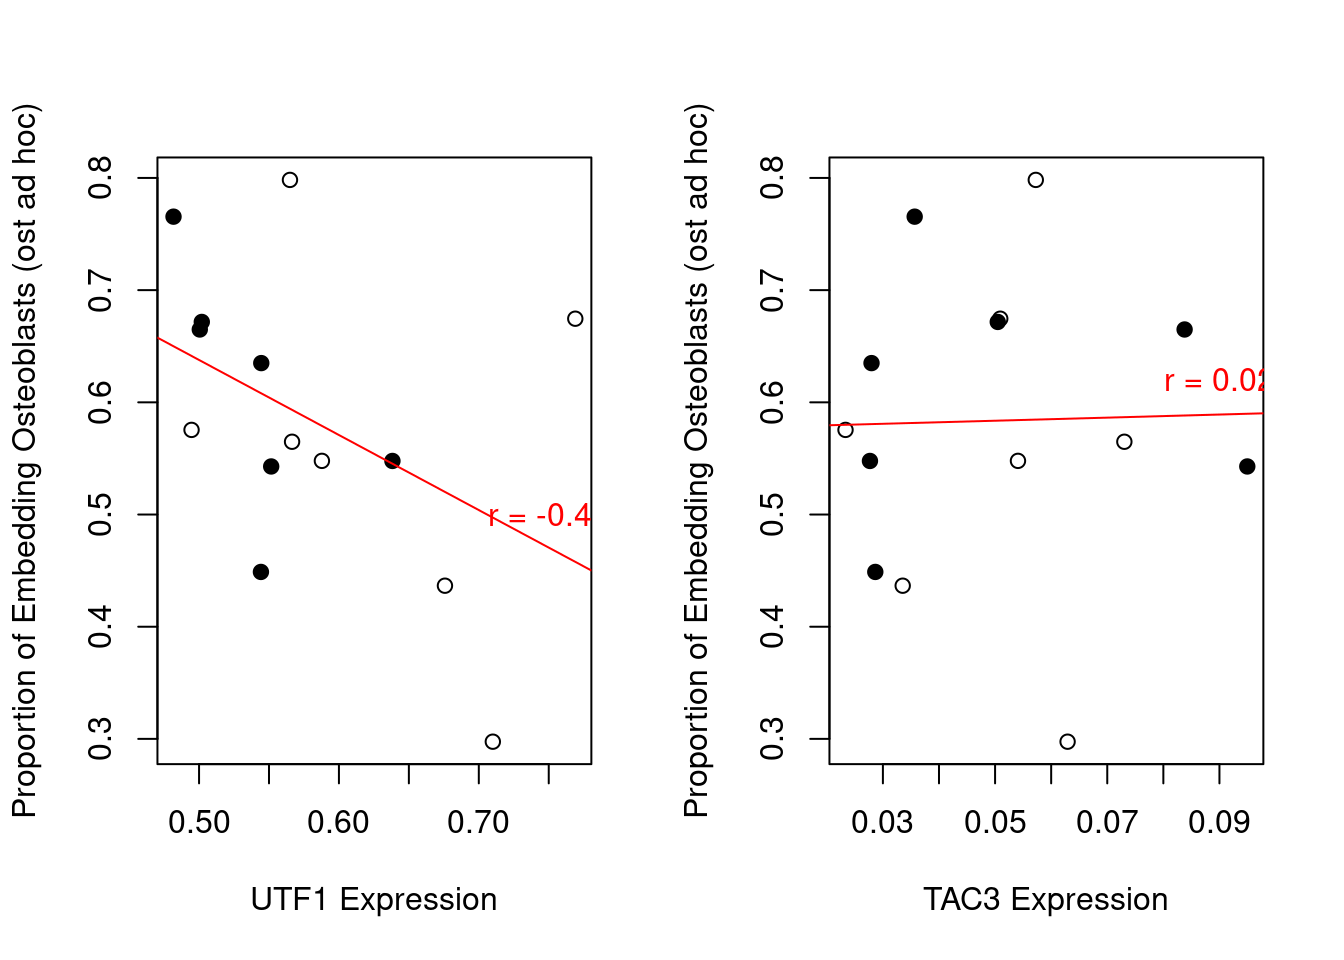 Proportion of Embedding Osteoblasts (ost ad hoc)
0.8
0.7
0.6
0.5
0.4
0.3
r = -0.4
0.50 0.60 0.70
UTF1 Expression
Proportion of Embedding Osteoblasts (ost ad hoc)
0.8
0.7
0.6
0.5
0.4
0.3
r = 0.02
0.03 0.05 0.07 0.09
TAC3 Expression